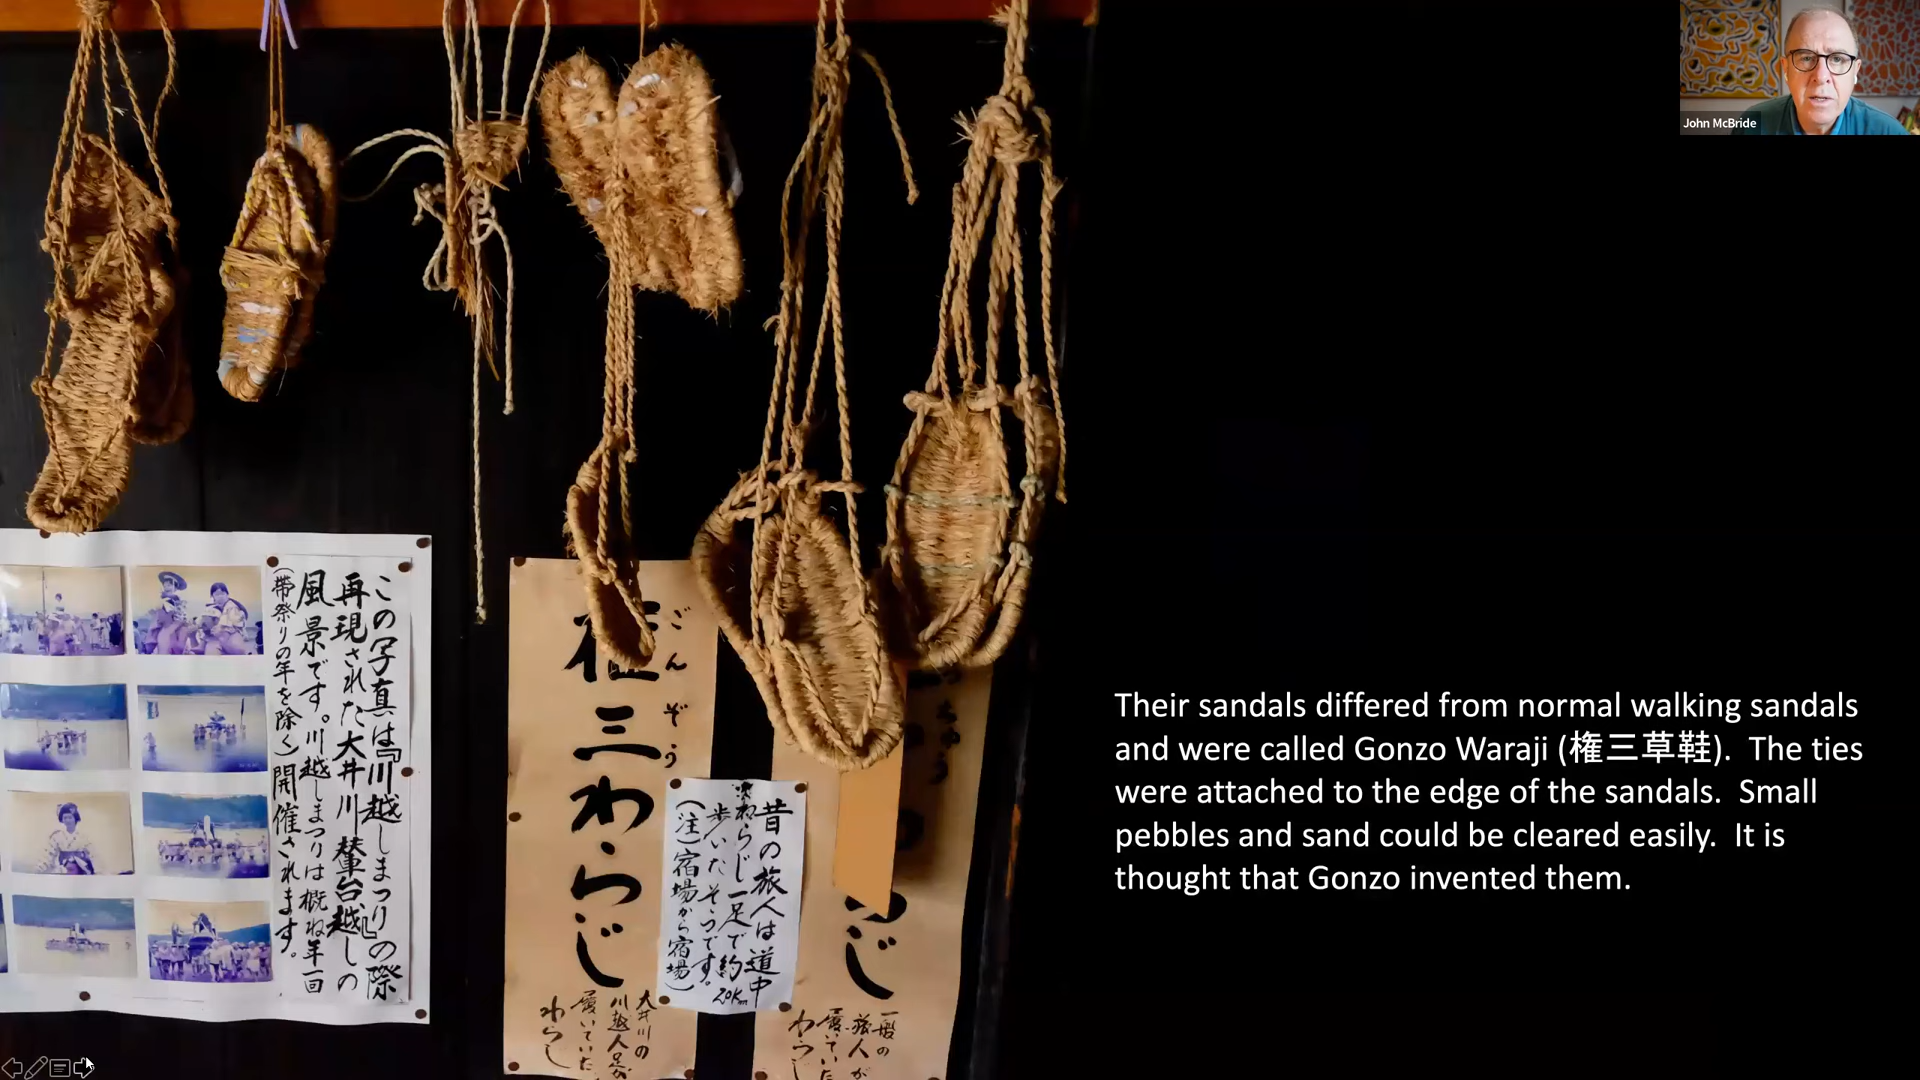 John McBride
この写真は『川越しまつり』の際
再現された大井川輦台越しの
風景です。川越しまつりは概ね年一回
(帯祭りの年を除く)開催されます。
ごんぞう
権三わらじ
大井川の
川越人足が
履いていた
わらじ
昔の旅人は道中
わらじ一足で約20Km
歩いたそうです。
(注)宿場から宿場)
じ
一般の
旅人が
履いていた
わらじ
Their sandals differed from normal walking sandals
and were called Gonzo Waraji (権三草鞋).  The ties
were attached to the edge of the sandals.  Small
pebbles and sand could be cleared easily.  It is
thought that Gonzo invented them.